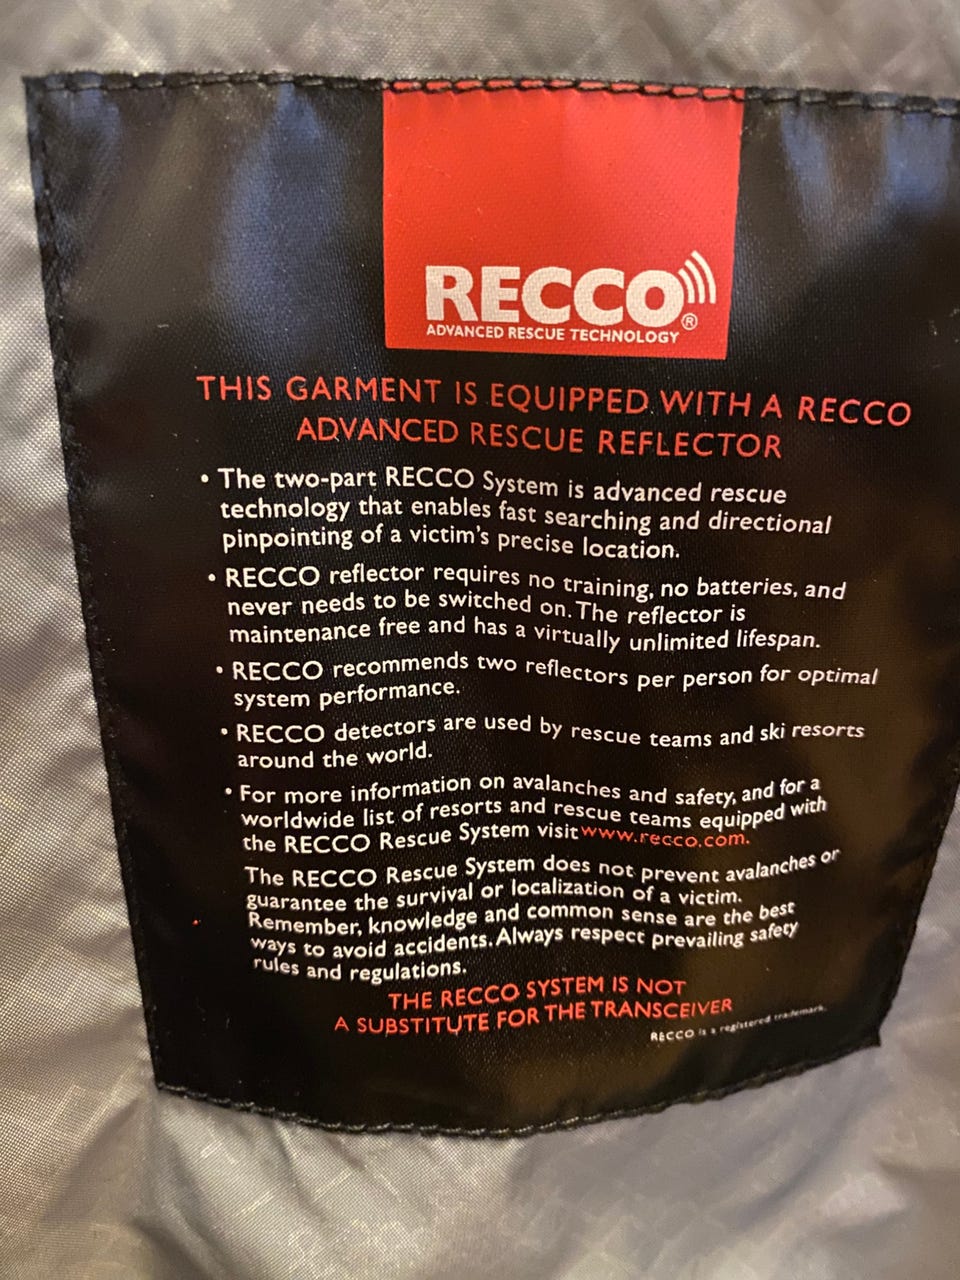 RECCO®
ADVANCED RESCUE TECHNOLOGY
THIS GARMENT IS EQUIPPED WITH A RECCO
ADVANCED RESCUE REFLECTOR
• The two-part RECCO System is advanced rescue
technology that enables fast searching and directional
pinpointing of a victim's precise location.
• RECCO reflector requires no training, no batteries, and
never needs to be switched on. The reflector is
maintenance free and has a virtually unlimited lifespan.
• RECCO recommends two reflectors per person for optimal
system performance.
• RECCO detectors are used by rescue teams and ski resorts
around the world.
• For more information on avalanches and safety, and for a
worldwide list of resorts and rescue teams equipped with
the RECCO Rescue System visit www.recco.com.
The RECCO Rescue System does not prevent avalanches or
guarantee the survival or localization of a victim.
Remember, knowledge and common sense are the best
ways to avoid accidents. Always respect prevailing safety
rules and regulations.
THE RECCO SYSTEM IS NOT
A SUBSTITUTE FOR THE TRANSCEIVER
RECCO is a registered trademark.